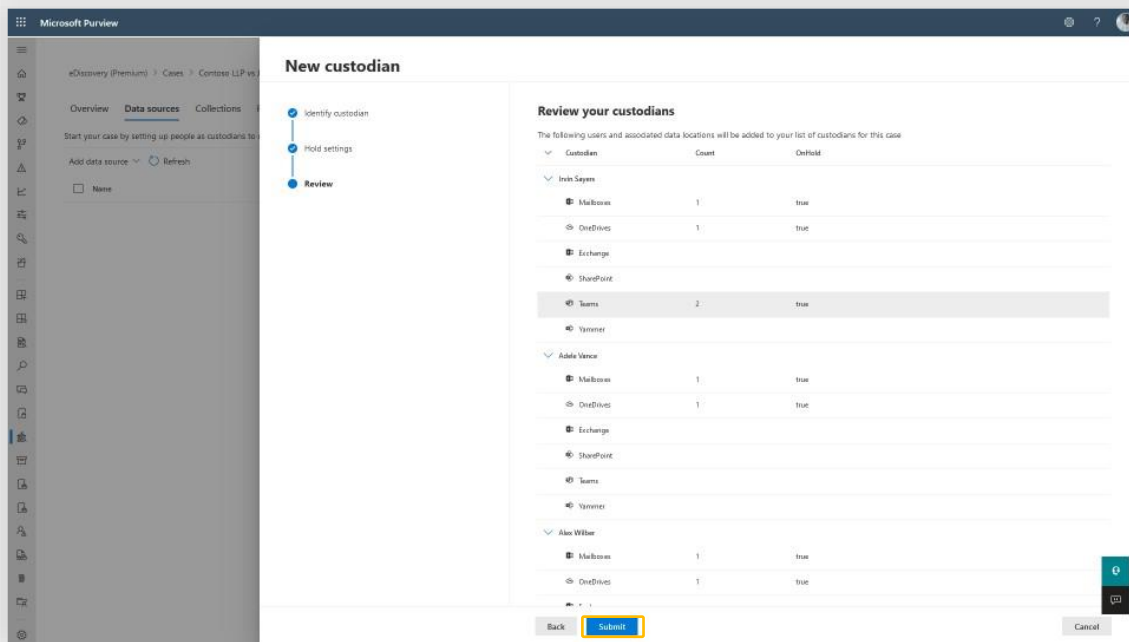 Microsoft Purview
?
eDiscovery (Premium) > Cases > Contoso LLP vs
Overview Data sources Collections
Start your case by setting up people as custodians to
Add data source Refresh
Name
New custodian
Identify custodian
Hold settings
Review
Review your custodians
The following users and associated data locations will be added to your list of custodians for this case
Custodian Count OnHold
Irvin Sayers
Mailboxes 1 true
OneDrives 1 true
Exchange
SharePoint
Teams 2 true
Yammer
Adele Vance
Mailboxes 1 true
OneDrives 1 true
Exchange
SharePoint
Teams
Yammer
Alex Wilber
Mailboxes 1 true
OneDrives 1 true
Back Submit Cancel